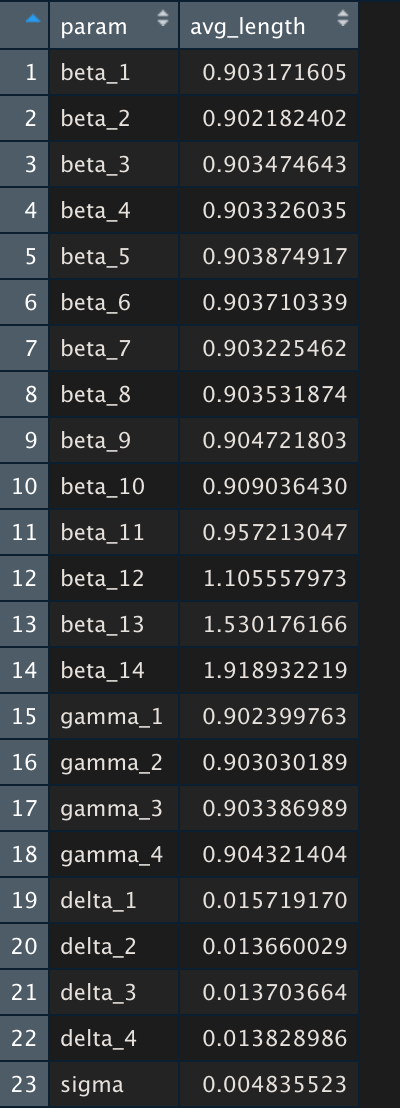 param avg_length
1 beta_1 0.903171605
2 beta_2 0.902182402
3 beta_3 0.903474643
4 beta_4 0.903326035
5 beta_5 0.903874917
6 beta_6 0.903710339
7 beta_7 0.903225462
8 beta_8 0.903531874
9 beta_9 0.904721803
10 beta_10 0.909036430
11 beta_11 0.957213047
12 beta_12 1.105557973
13 beta_13 1.530176166
14 beta_14 1.918932219
15 gamma_1 0.902399763
16 gamma_2 0.903030189
17 gamma_3 0.903386989
18 gamma_4 0.904321404
19 delta_1 0.015719170
20 delta_2 0.013660029
21 delta_3 0.013703664
22 delta_4 0.013828986
23 sigma 0.004835523